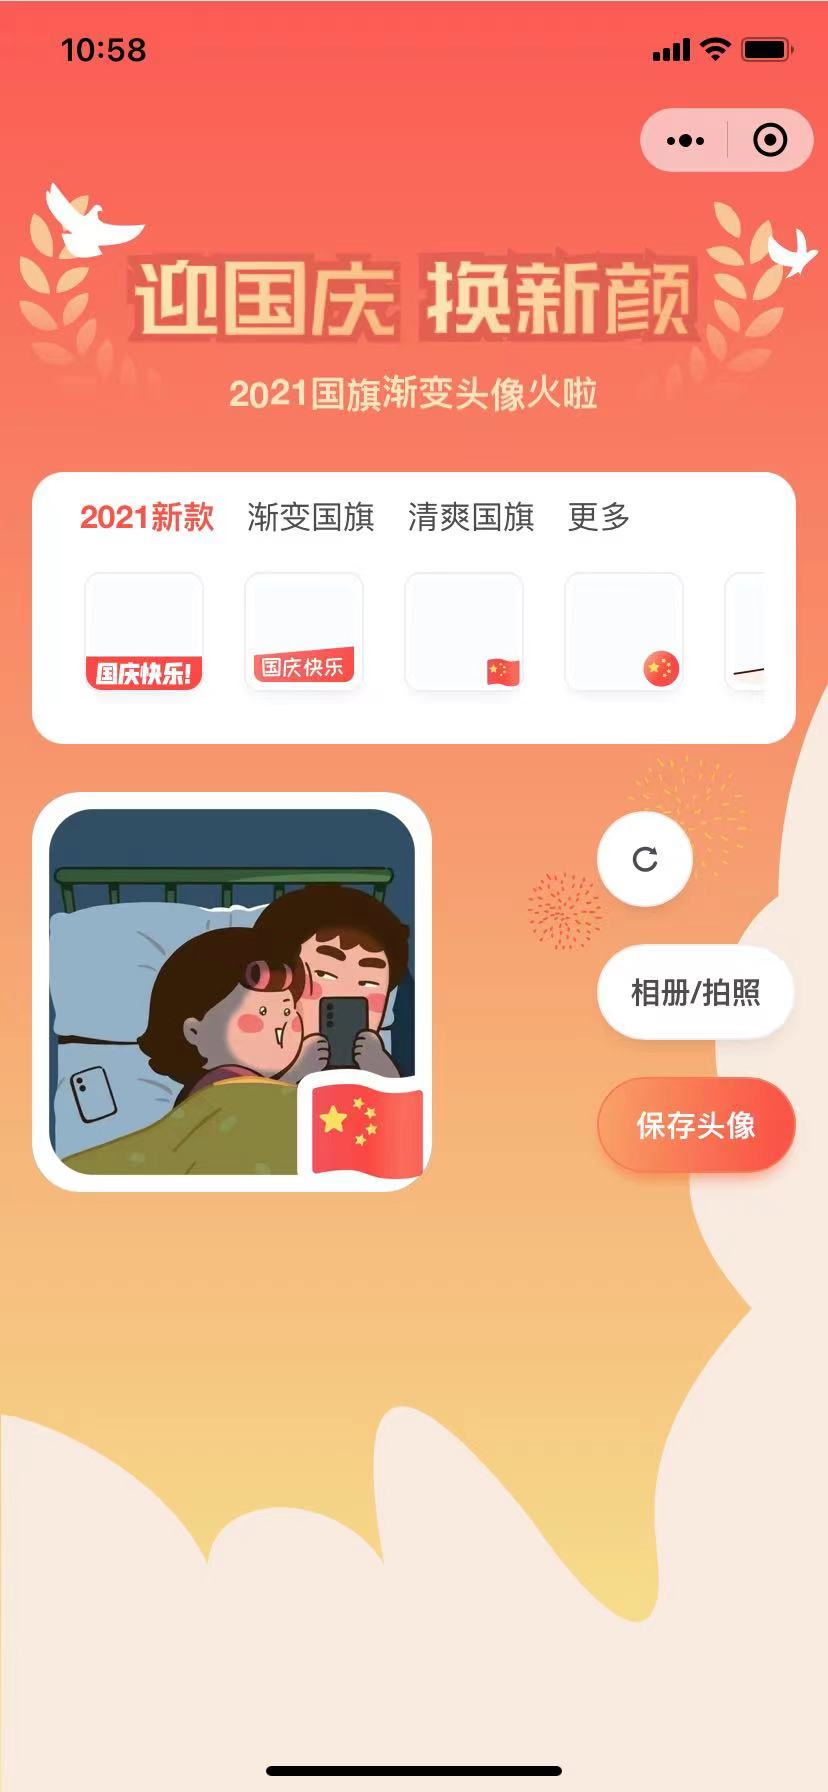 10:58
迎国庆 换新颜
2021国旗渐变头像火啦
2021新款 渐变国旗 清爽国旗 更多
国庆快乐!
国庆快乐
相册/拍照
保存头像